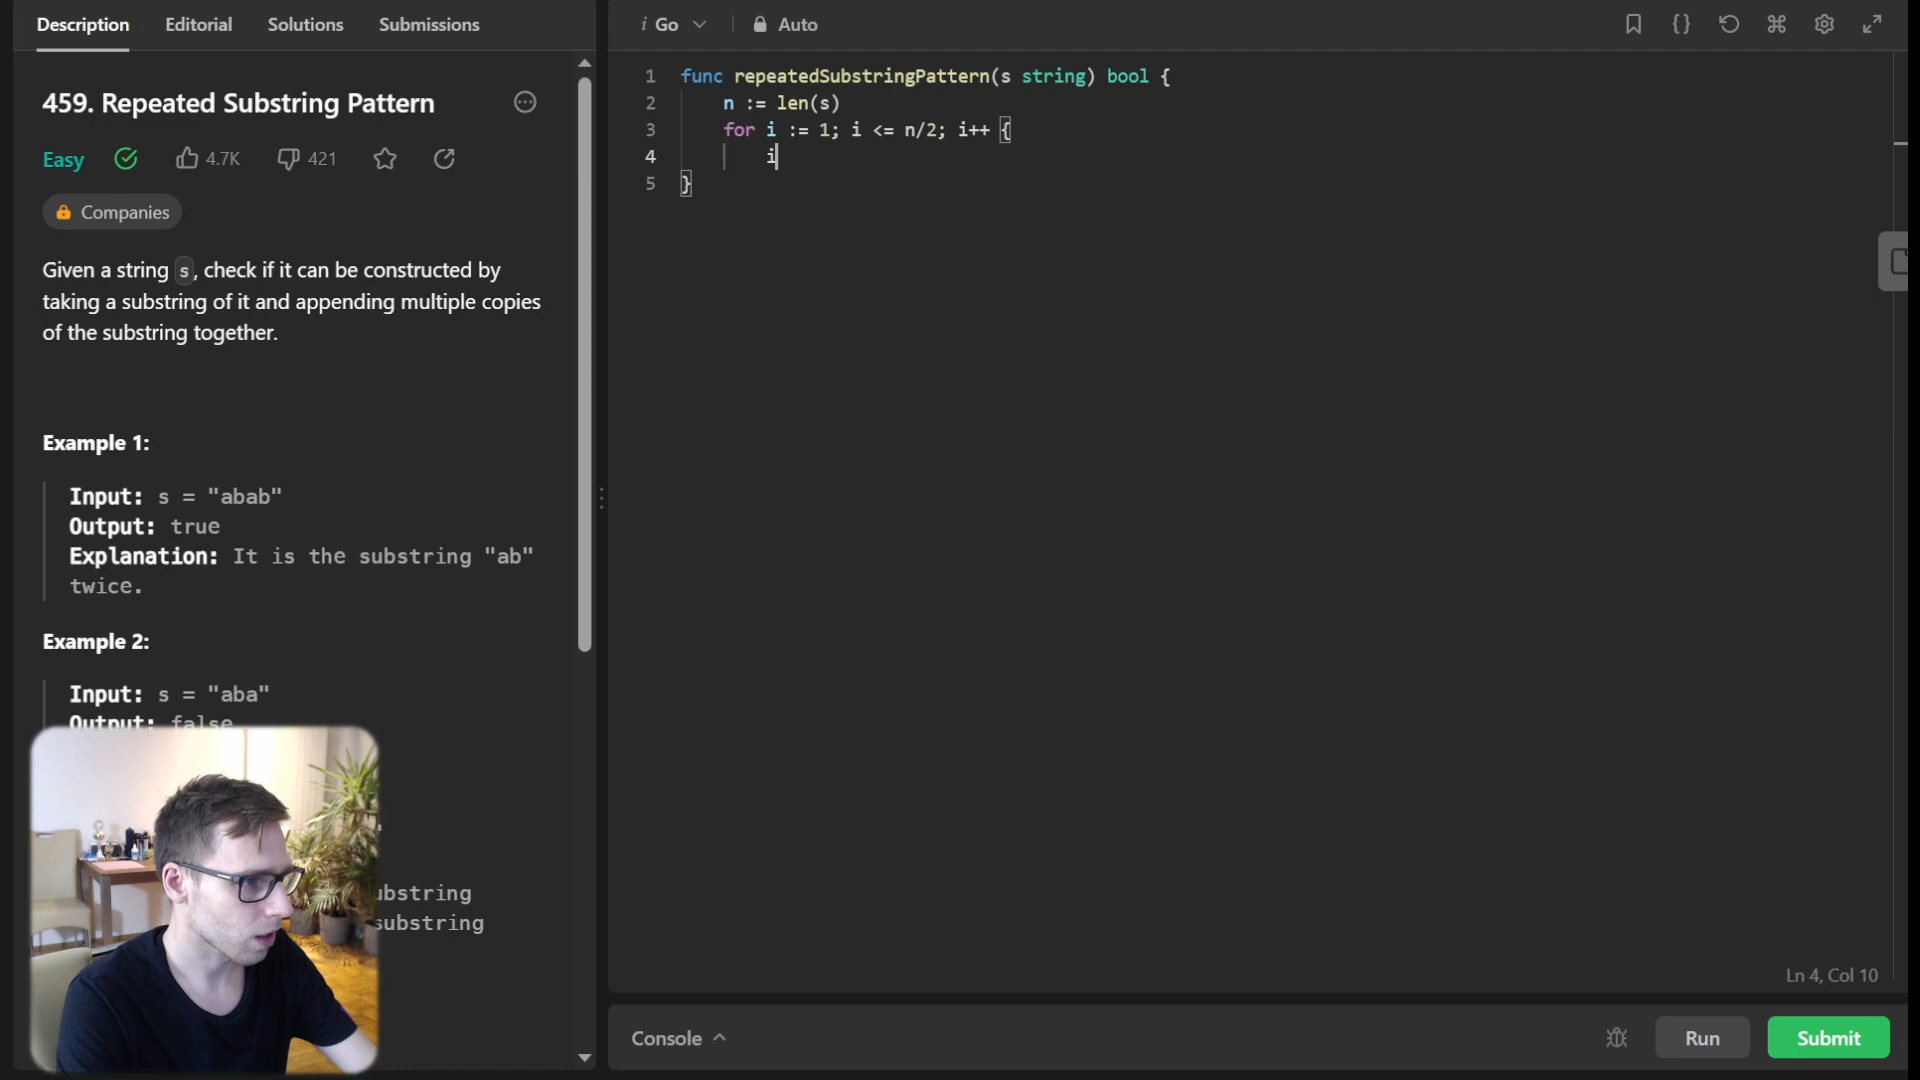 Description Editorial Solutions Submissions
459. Repeated Substring Pattern
Easy 4.7K 421
Companies
Given a string s, check if it can be constructed by
taking a substring of it and appending multiple copies
of the substring together.
Example 1:
Input: s = "abab"
Output: true
Explanation: It is the substring "ab"
twice.
Example 2:
Input: s = "aba"
Output: false
ubstring
substring
i Go Auto
1 func repeatedSubstringPattern(s string) bool {
2 n := len(s)
3 for i := 1; i <= n/2; i++ {
4 i
5 }
Ln 4, Col 10
Console Run Submit